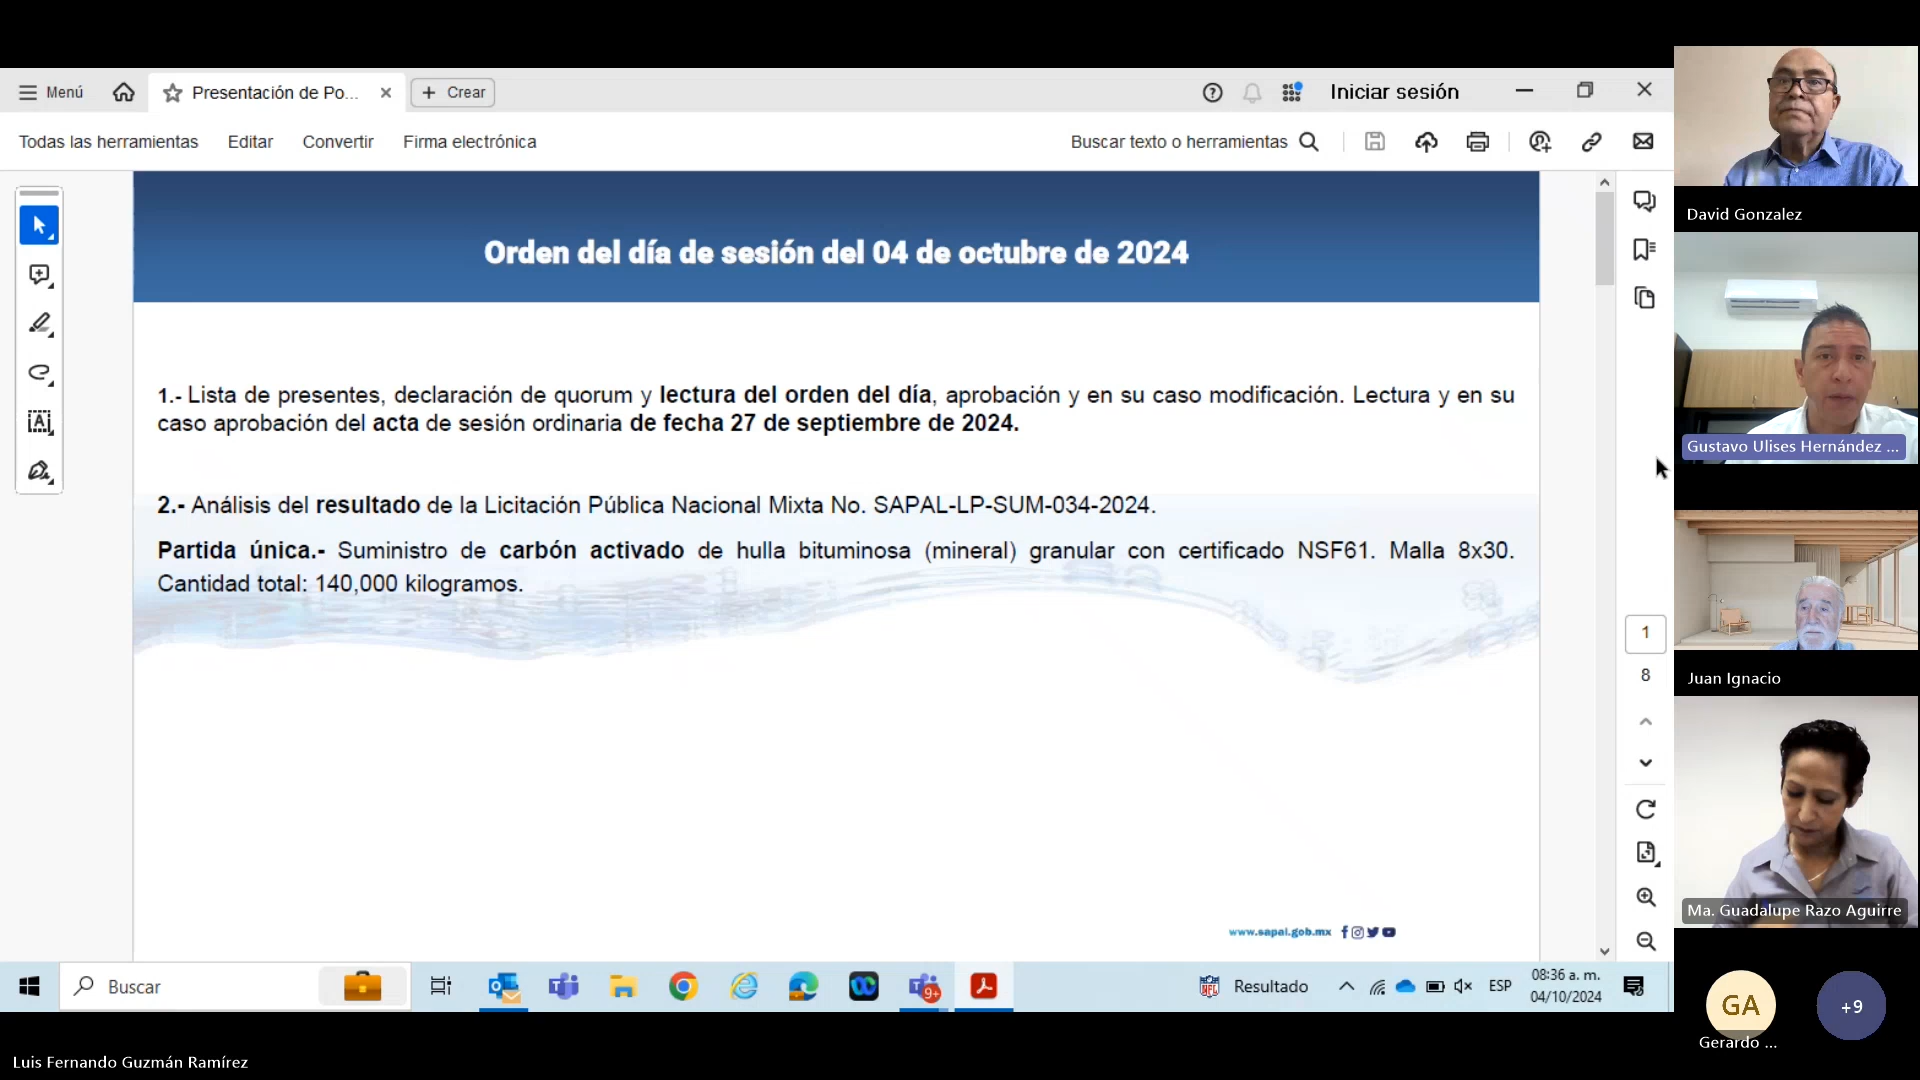 Menú
Presentación de Po...
Crear
Iniciar sesión
Todas las herramientas
Editar
Convertir
Firma electrónica
Buscar texto o herramientas
Orden del día de sesión del 04 de octubre de 2024
1.- Lista de presentes, declaración de quorum y lectura del orden del día, aprobación y en su caso modificación. Lectura y en su
caso aprobación del acta de sesión ordinaria de fecha 27 de septiembre de 2024.
2.- Análisis del resultado de la Licitación Pública Nacional Mixta No. SAPAL-LP-SUM-034-2024.
Partida única.- Suministro de carbón activado de hulla bituminosa (mineral) granular con certificado NSF61. Malla 8x30.
Cantidad total: 140,000 kilogramos.
www.sapal.gob.mx
1
8
Buscar
9+
Resultado
ESP
08:36 a. m.
04/10/2024
Luis Fernando Guzmán Ramírez
David Gonzalez
Gustavo Ulises Hernández ...
Juan Ignacio
Ma. Guadalupe Razo Aguirre
GA
Gerardo ...
+9